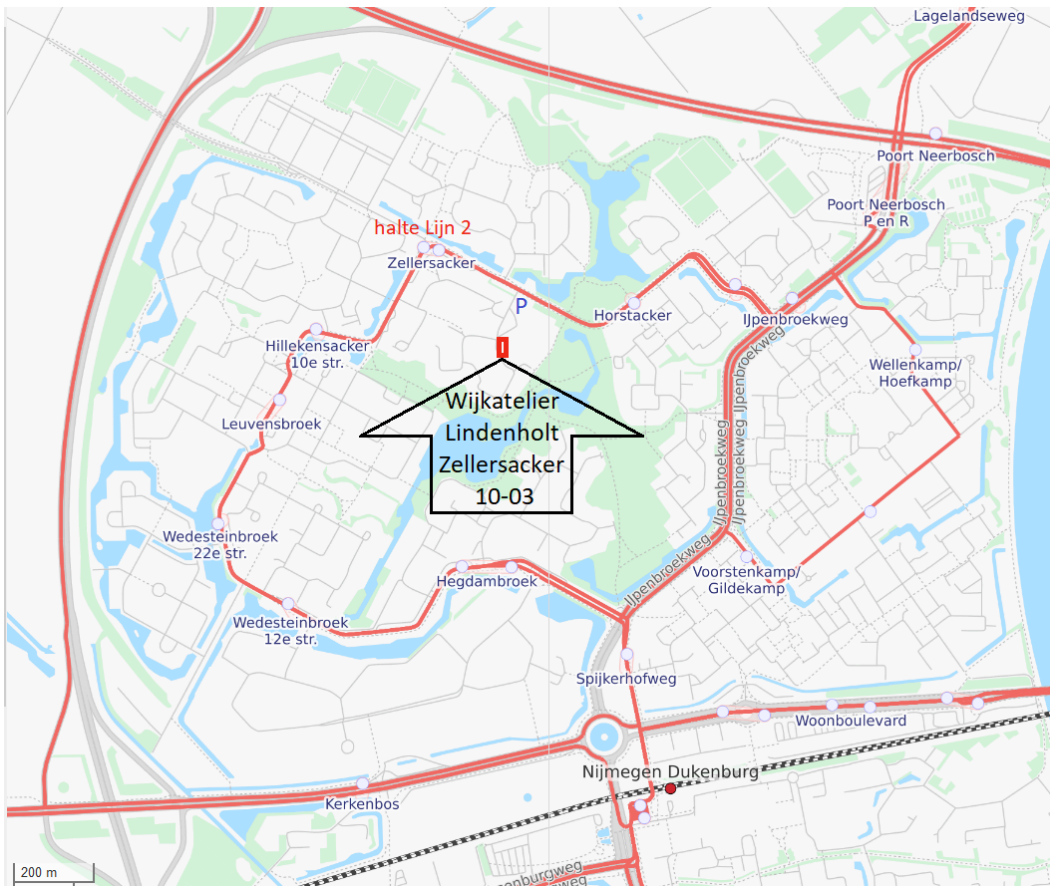 Lagelandseweg
Poort Neerbosch
Poort Neerbosch
P en R
halte Lijn 2
Zellersacker
P
Horstacker
IJpenbroekweg
Hillekensacker
10e str.
IJpenbroekweg
Wellenkamp/
Hoefkamp
Wijkatelier
Lindenholt
Zellersacker
10-03
Leuvensbroek
IJpenbroekweg
IJpenbroekweg
Wedesteinbroek
22e str.
IJpenbroekweg
Hegdambroek
Voorstenkamp/
Gildekamp
Wedesteinbroek
12e str.
Spijkerhofweg
Woonboulevard
Nijmegen Dukenburg
Kerkenbos
200 m